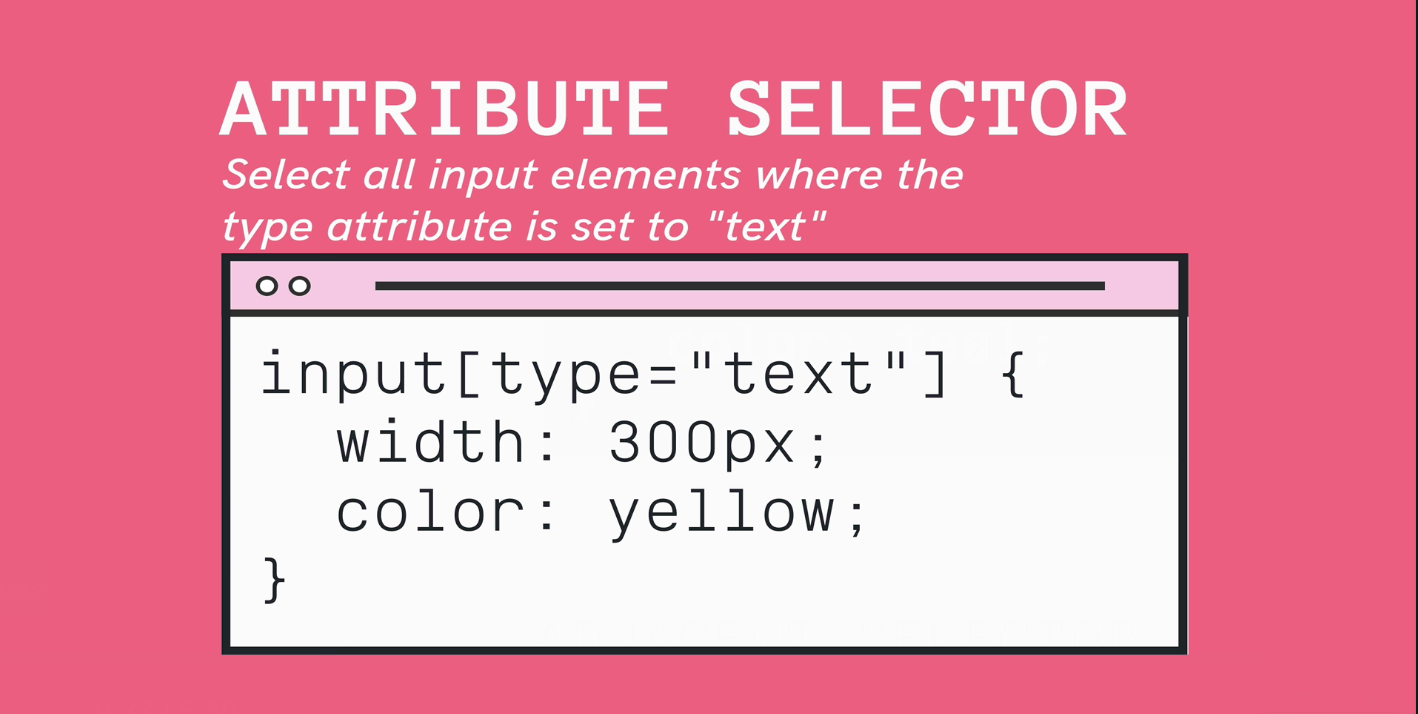 ATTRIBUTE SELECTOR
Select all input elements where the
type attribute is set to "text"
input[type="text"] {
  width: 300px;
  color: yellow;
}